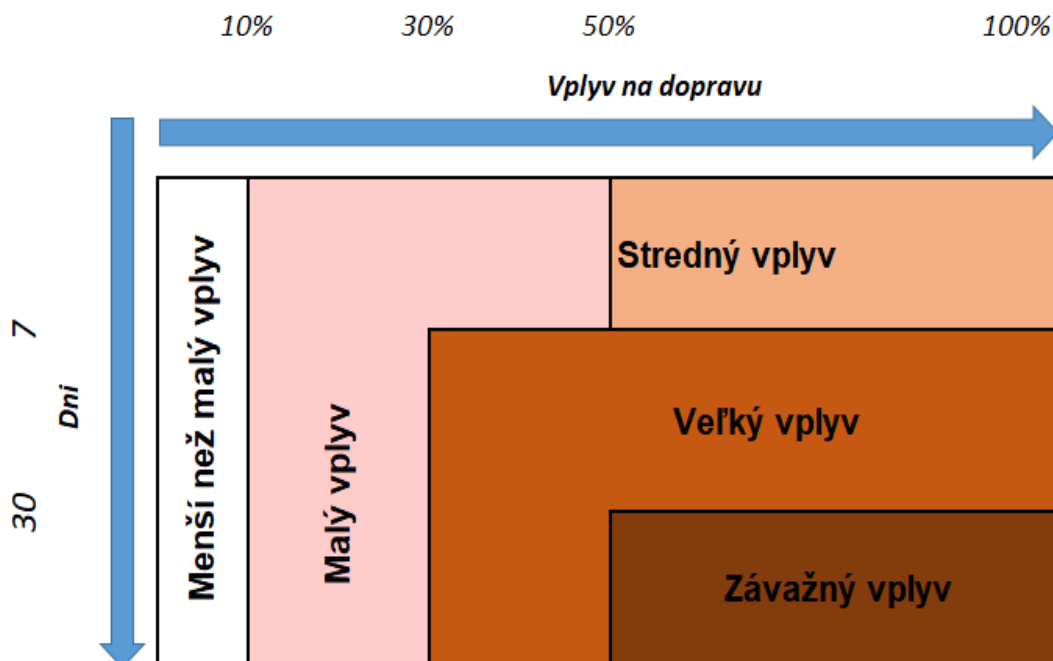 10% 30% 50% 100%
Vplyv na dopravu
Dni
7
30
Menší než malý vplyv
Malý vplyv
Stredný vplyv
Veľký vplyv
Závažný vplyv